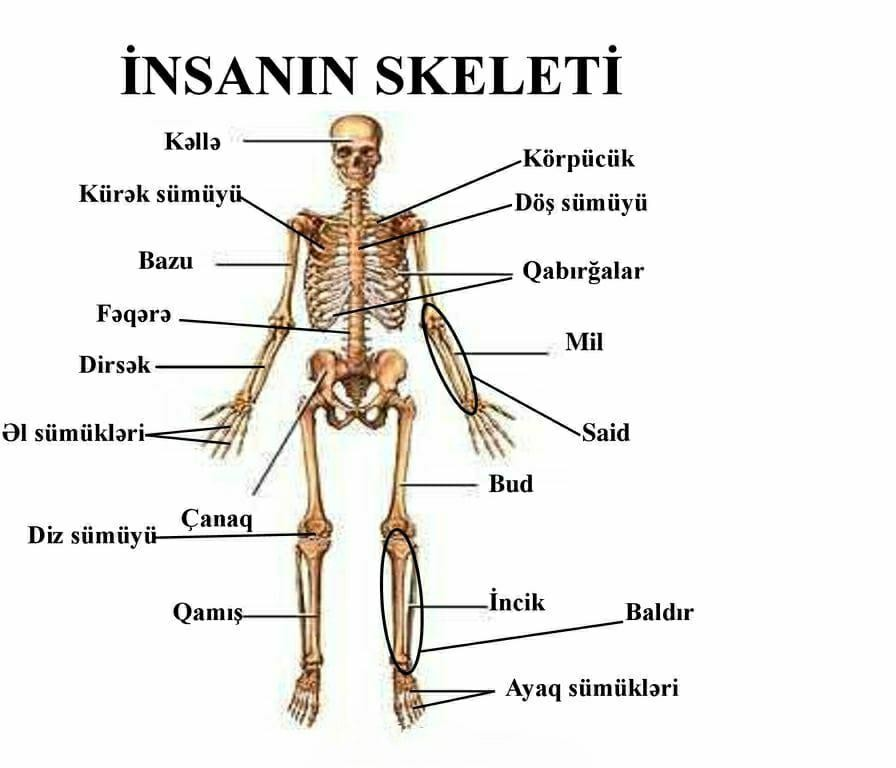 İNSANIN SKELETİ
Kəllə
Körpücük
Kürək sümüyü
Döş sümüyü
Bazu
Qabırğalar
Fəqərə
Mil
Dirsək
Əl sümükləri
Said
Bud
Çanaq
Diz sümüyü
İncik
Qamış
Baldır
Ayaq sümükləri